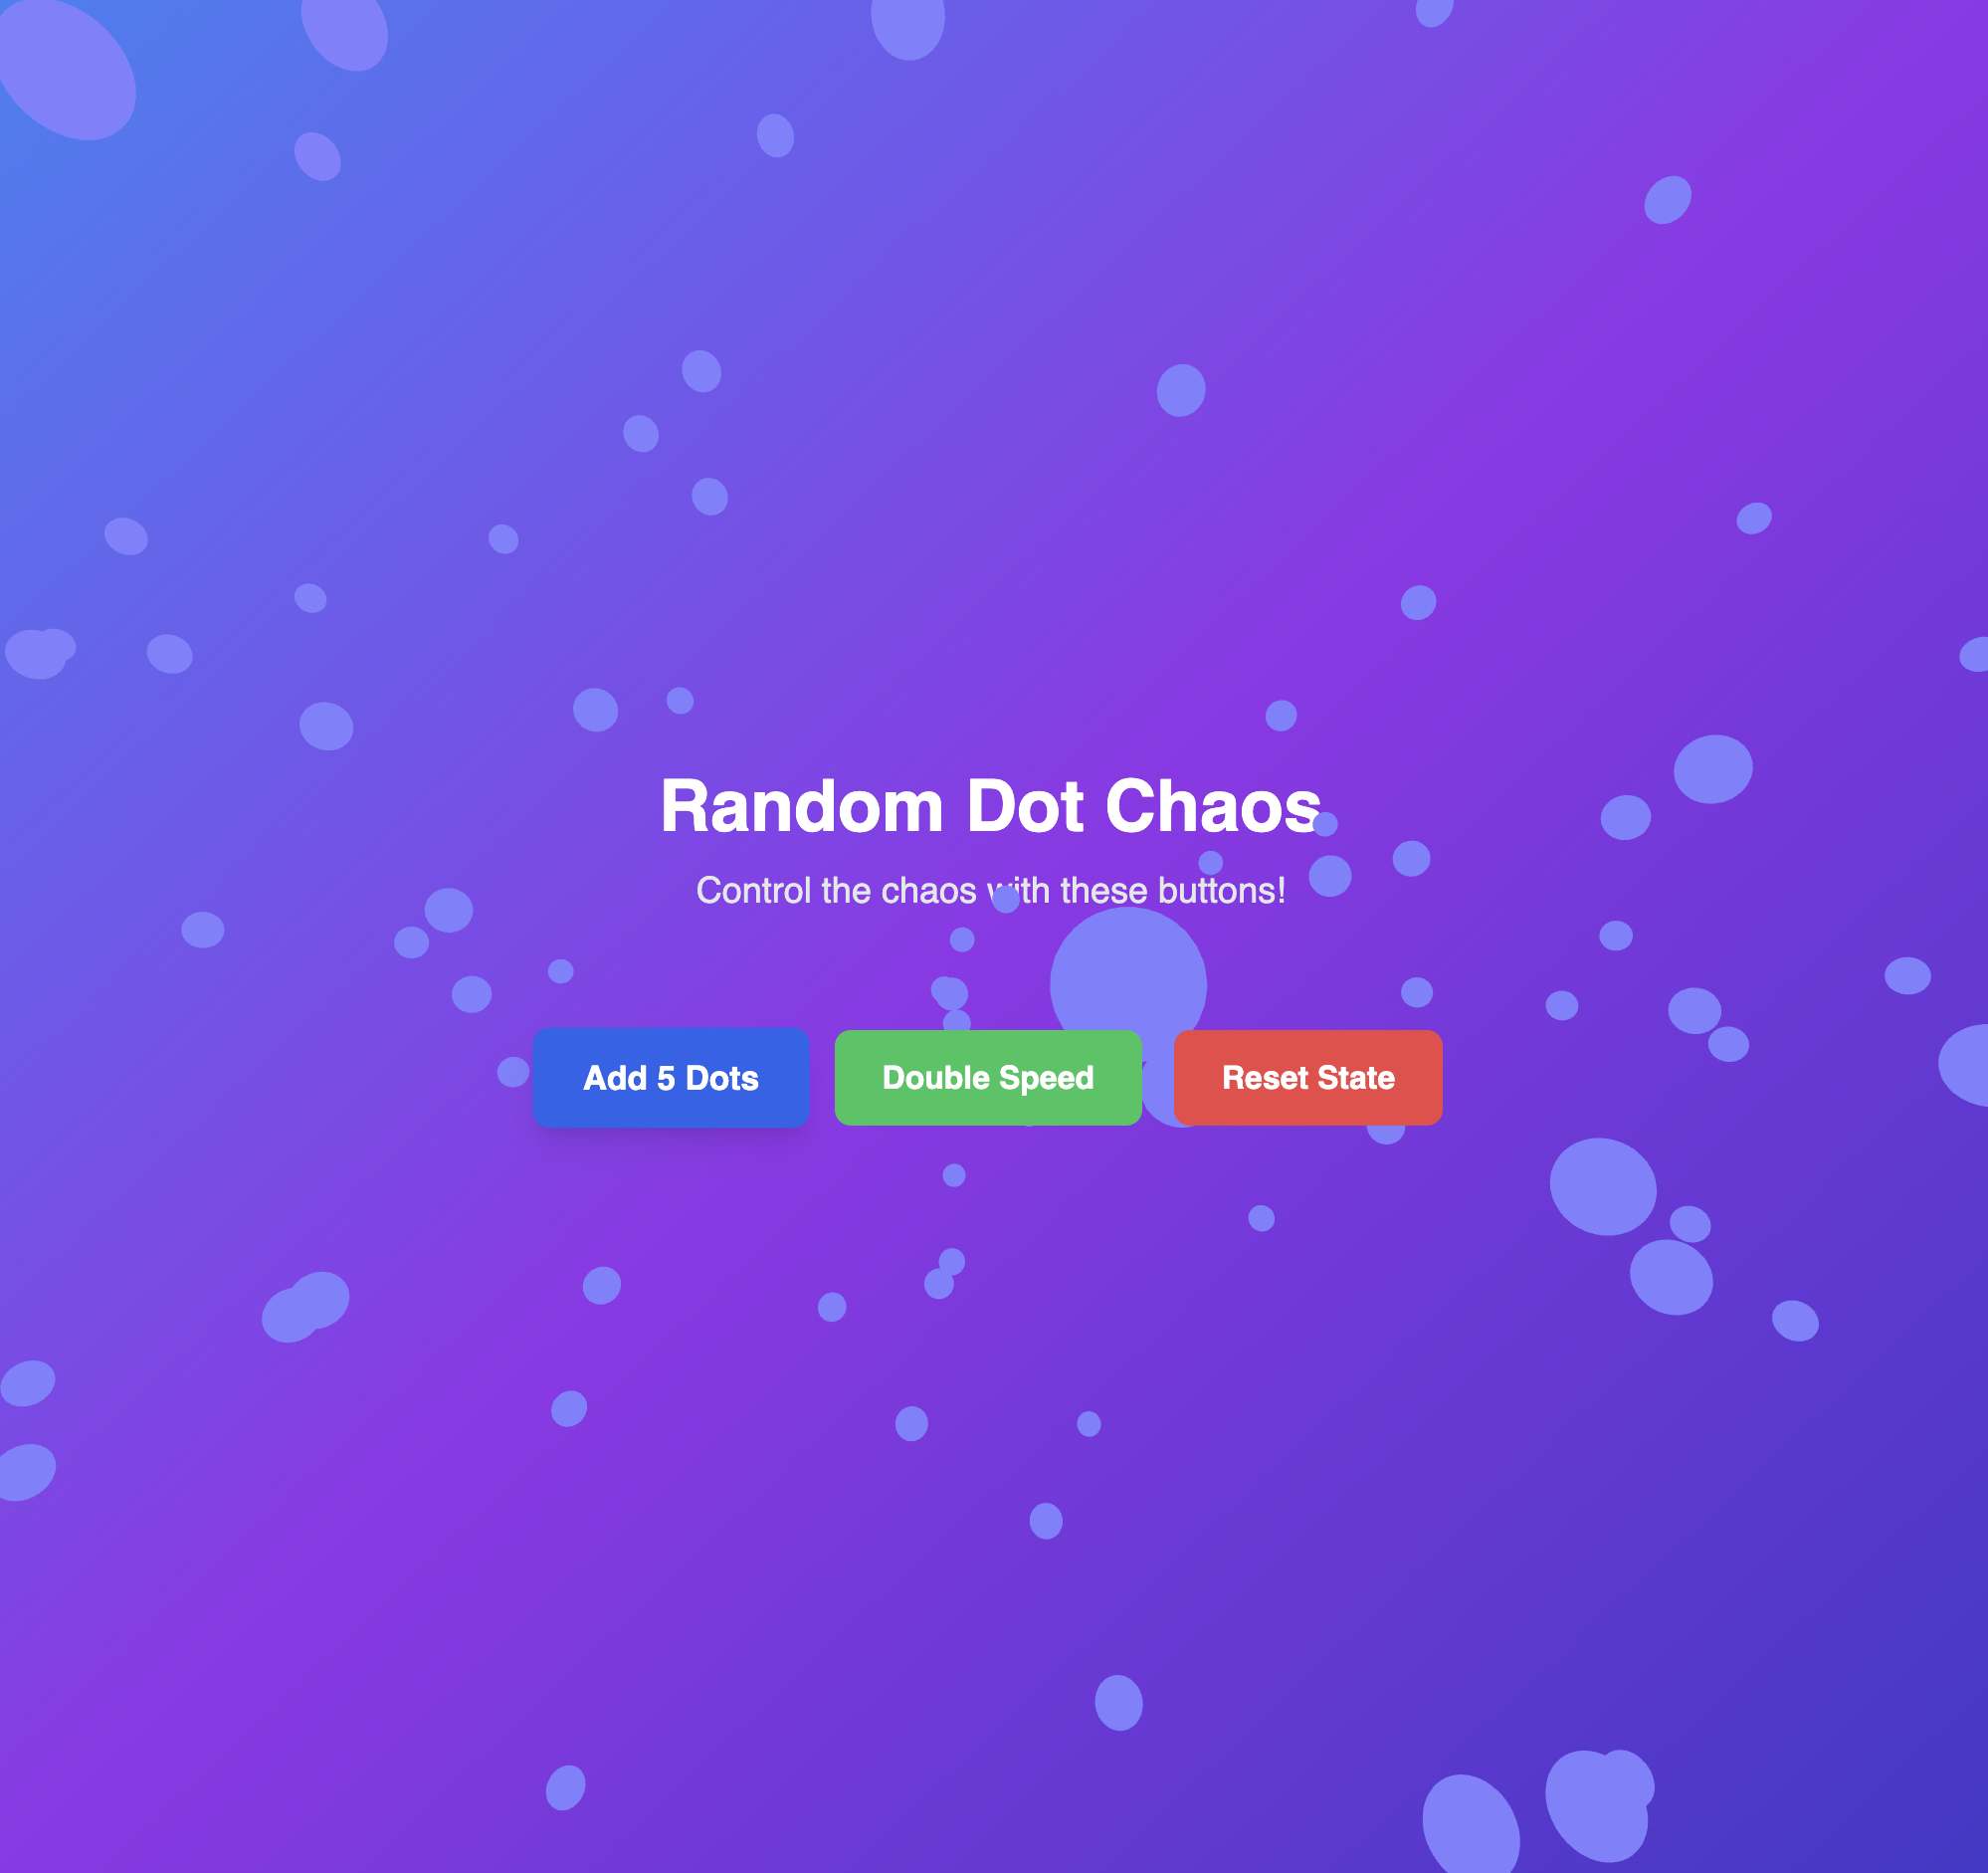 Random Dot Chaos
Control the chaos with these buttons!
Add 5 Dots
Double Speed
Reset State